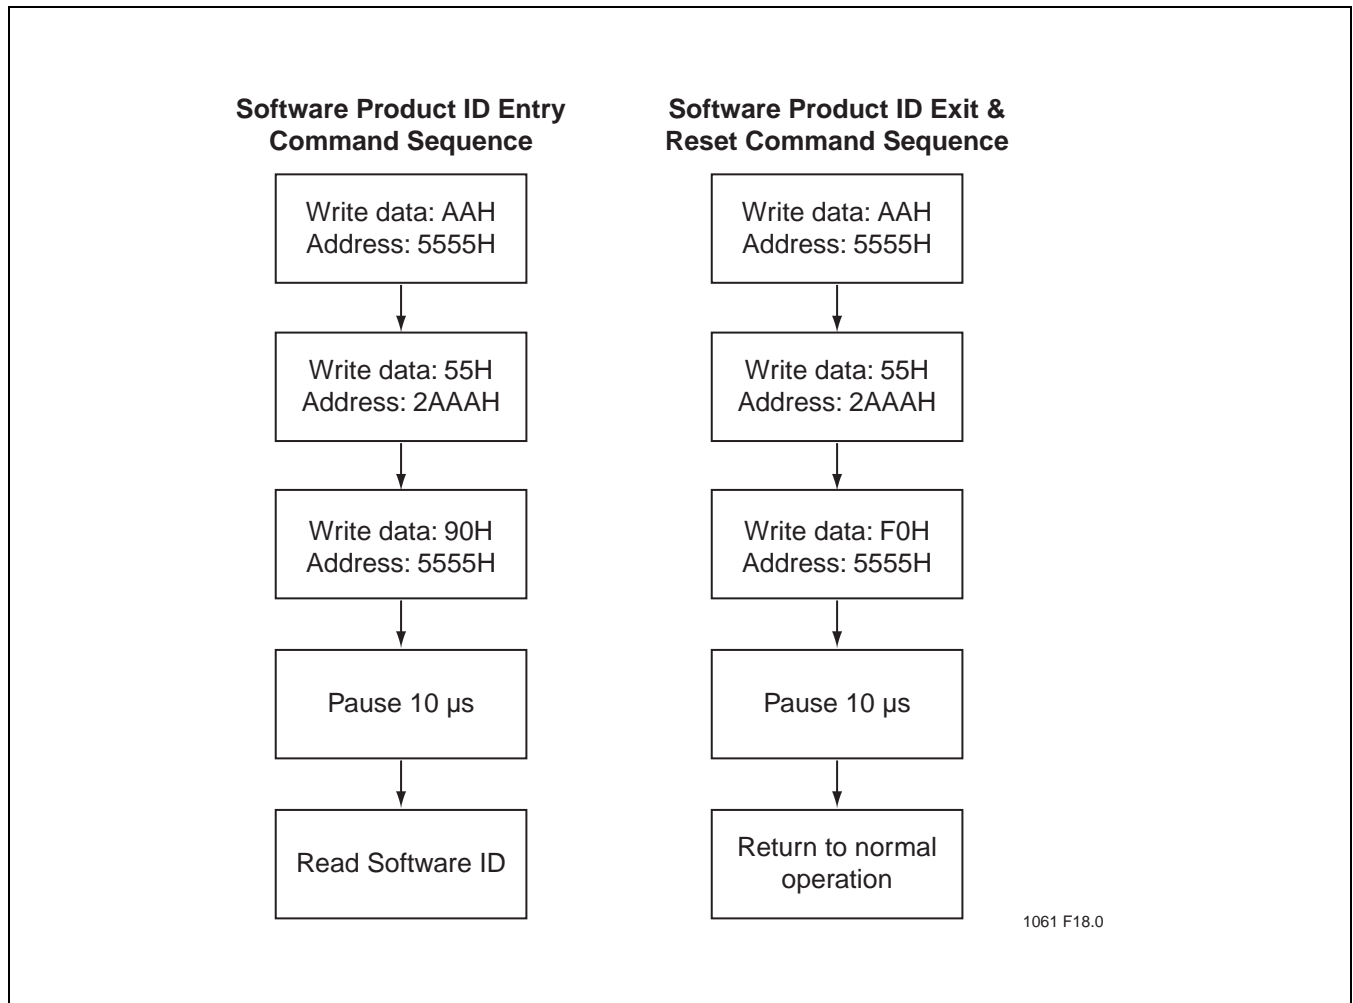 Software Product ID Entry
Command Sequence
Write data: AAH
Address: 5555H
Write data: 55H
Address: 2AAAH
Write data: 90H
Address: 5555H
Pause 10 µs
Read Software ID
Software Product ID Exit &
Reset Command Sequence
Write data: AAH
Address: 5555H
Write data: 55H
Address: 2AAAH
Write data: F0H
Address: 5555H
Pause 10 µs
Return to normal
operation
1061 F18.0